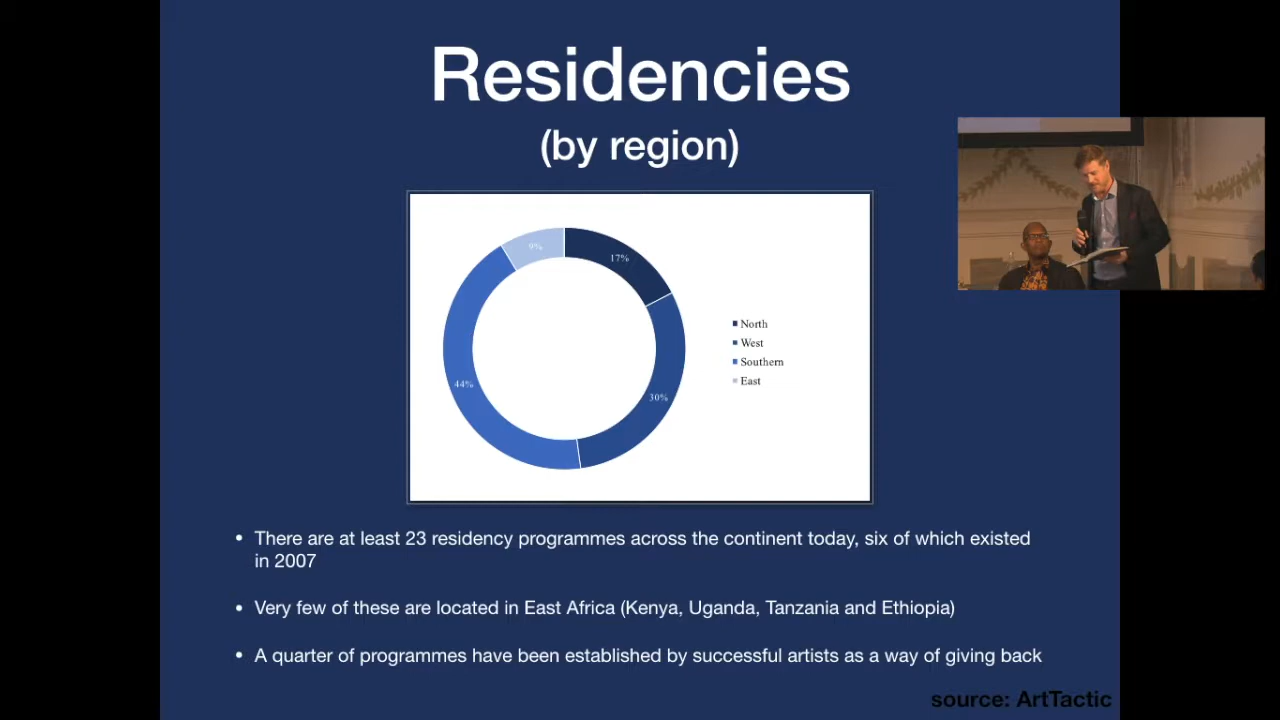 Residencies
(by region)
9%
17%
North
West
Southern
East
44%
30%
• There are at least 23 residency programmes across the continent today, six of which existed
in 2007
• Very few of these are located in East Africa (Kenya, Uganda, Tanzania and Ethiopia)
• A quarter of programmes have been established by successful artists as a way of giving back
source: ArtTactic